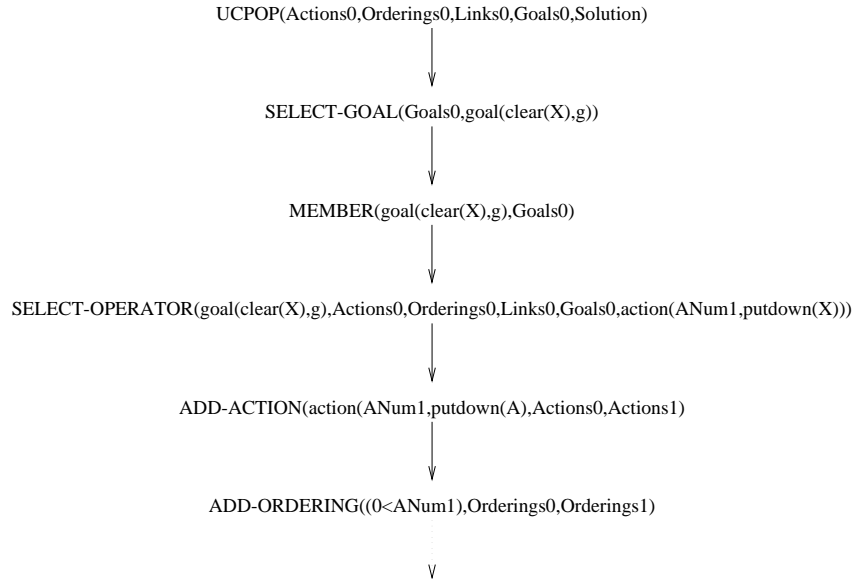 UCPOP(Actions0,Orderings0,Links0,Goals0,Solution)
SELECT-GOAL(Goals0,goal(clear(X),g))
MEMBER(goal(clear(X),g),Goals0)
SELECT-OPERATOR(goal(clear(X),g),Actions0,Orderings0,Links0,Goals0,action(ANum1,putdown(X)))
ADD-ACTION(action(ANum1,putdown(A),Actions0,Actions1)
ADD-ORDERING((0<ANum1),Orderings0,Orderings1)